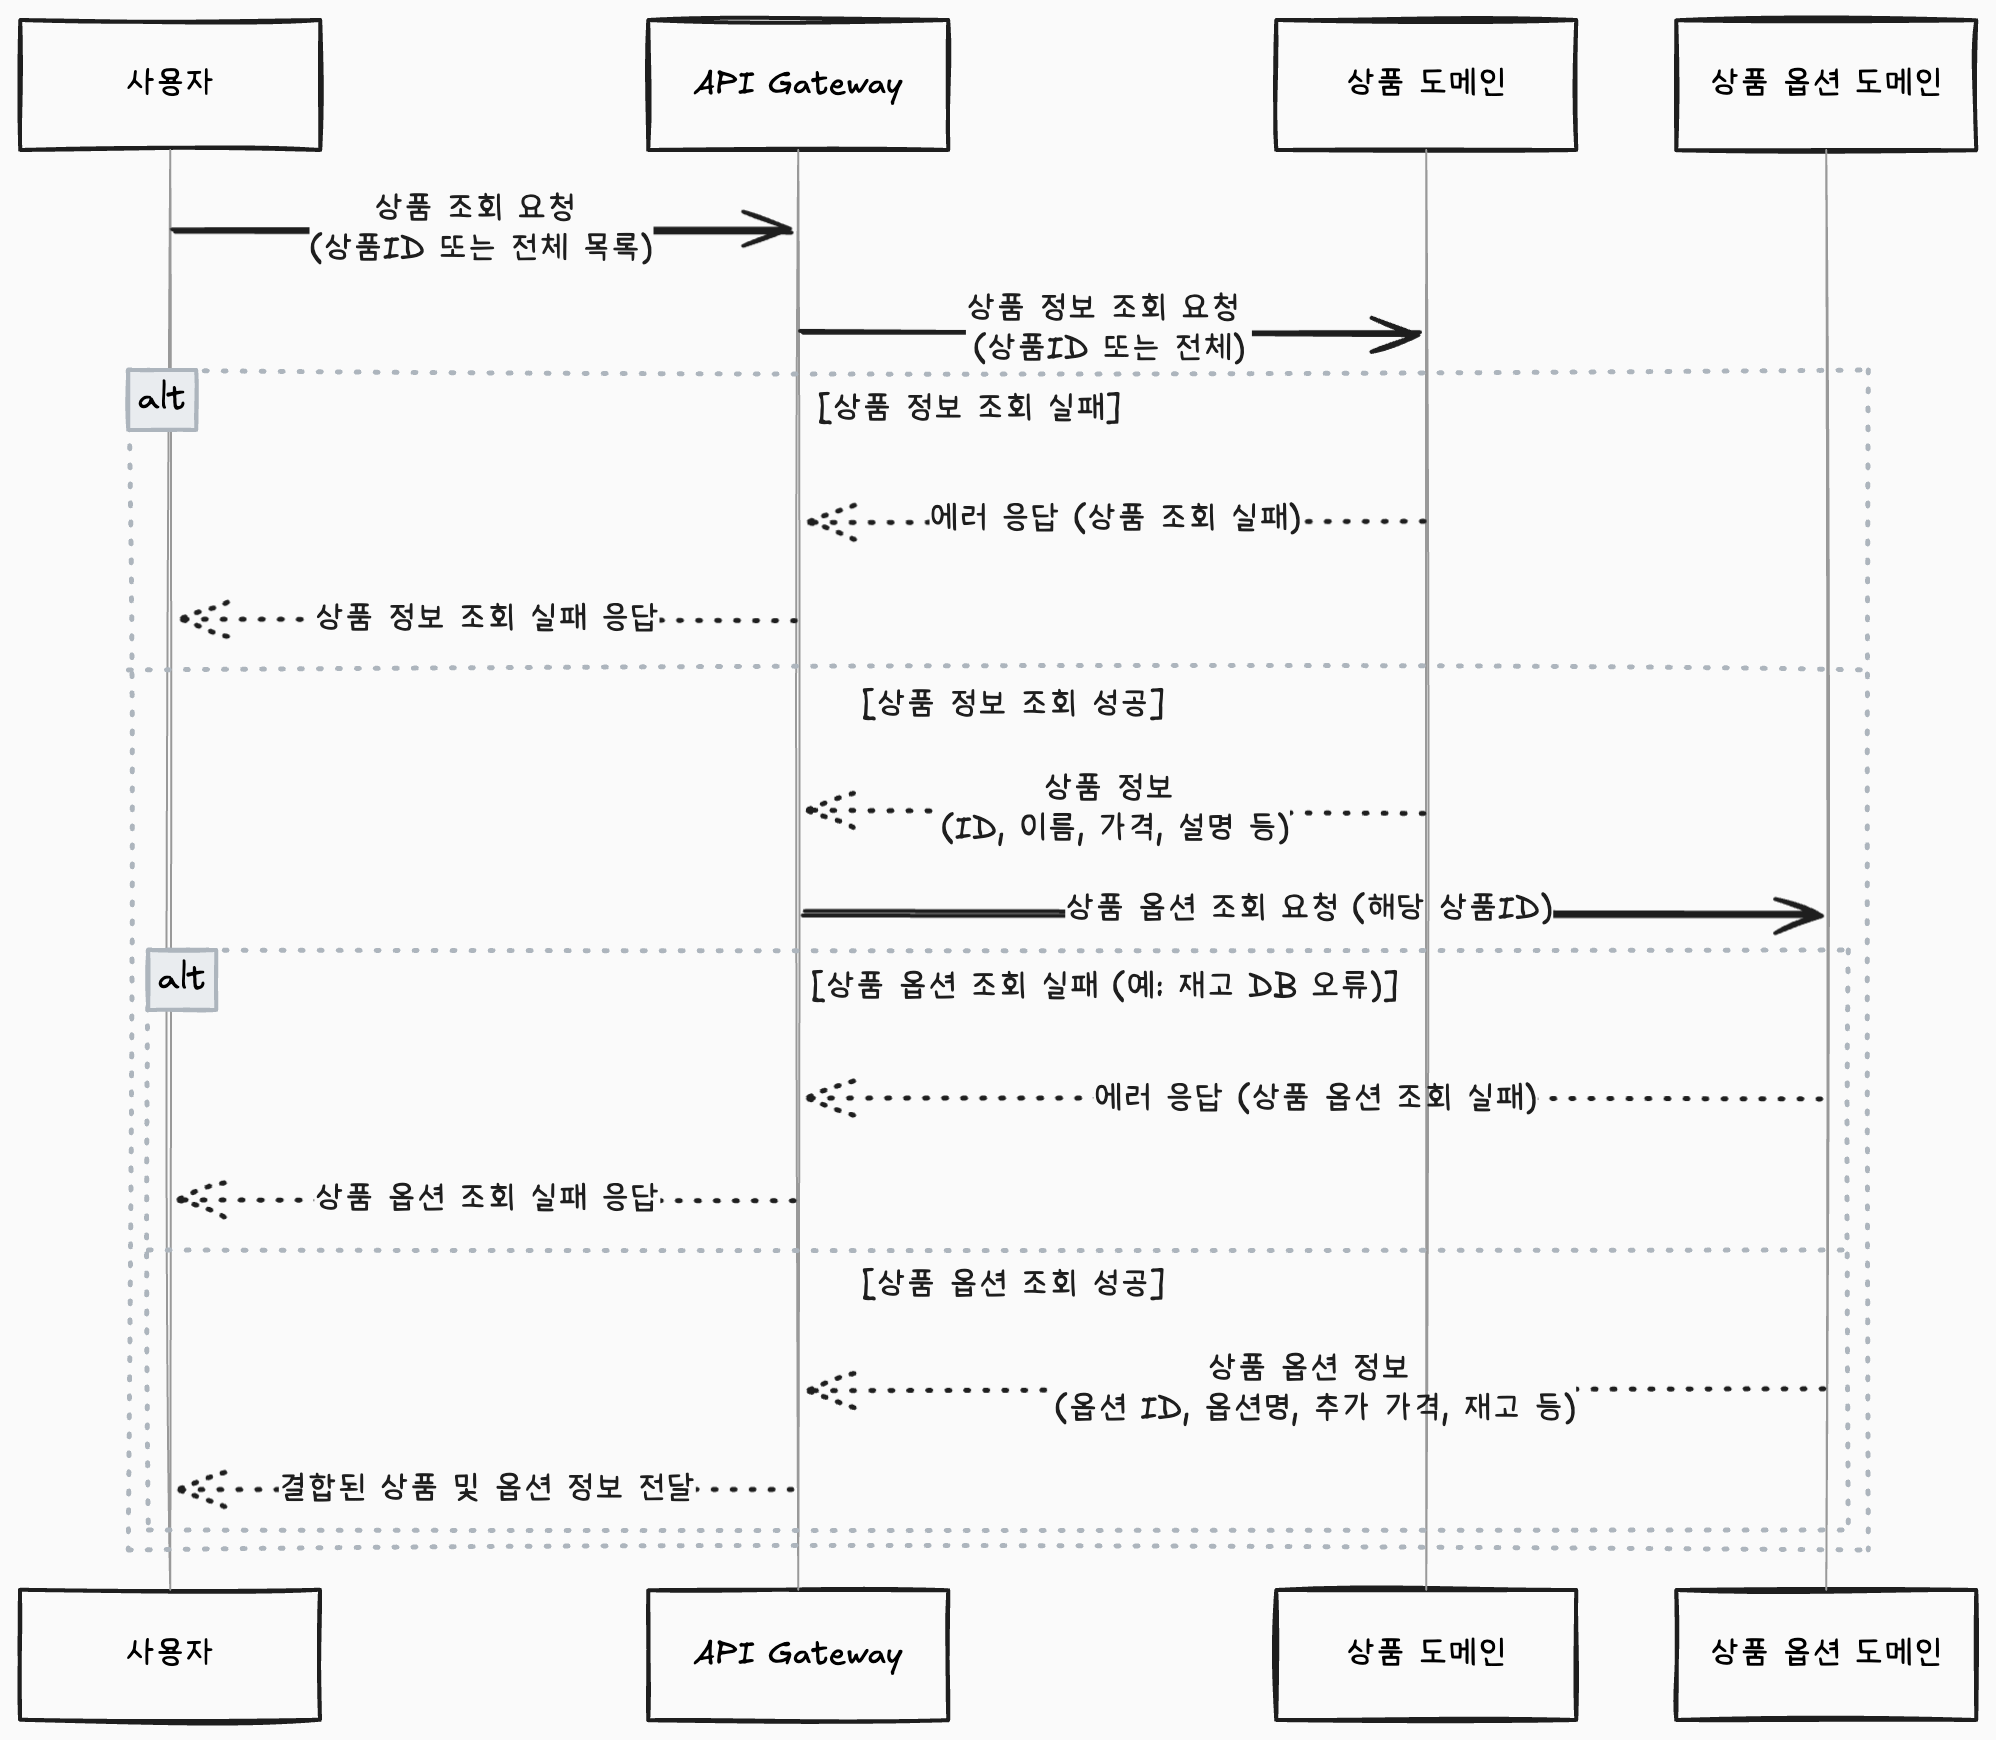 사용자
API Gateway
상품 도메인
상품 옵션 도메인
상품 조회 요청
(상품ID 또는 전체 목록)
상품 정보 조회 요청
(상품ID 또는 전체)
alt
[상품 정보 조회 실패]
에러 응답 (상품 조회 실패)
상품 정보 조회 실패 응답
[상품 정보 조회 성공]
상품 정보
(ID, 이름, 가격, 설명 등)
상품 옵션 조회 요청 (해당 상품ID)
alt
[상품 옵션 조회 실패 (예: 재고 DB 오류)]
에러 응답 (상품 옵션 조회 실패)
상품 옵션 조회 실패 응답
[상품 옵션 조회 성공]
상품 옵션 정보
(옵션 ID, 옵션명, 추가 가격, 재고 등)
결합된 상품 및 옵션 정보 전달
사용자
API Gateway
상품 도메인
상품 옵션 도메인